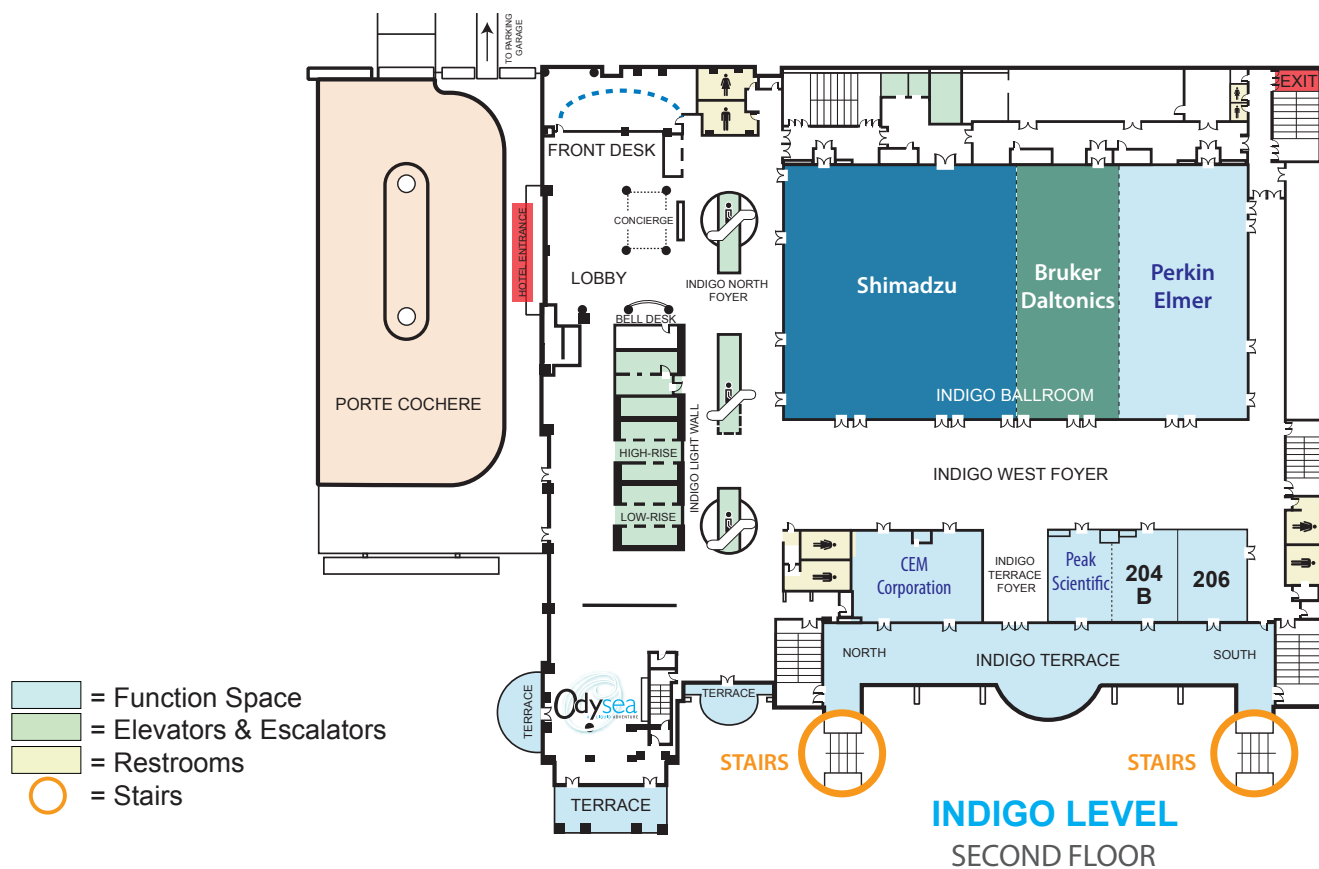 TO PARKING
GARAGE
EXIT
FRONT DESK
CONCIERGE
HOTEL ENTRANCE
LOBBY
INDIGO NORTH
FOYER
BELL DESK
Shimadzu
Bruker
Daltonics
Perkin
Elmer
INDIGO BALLROOM
PORTE COCHERE
INDIGO LIGHT WALL
HIGH-RISE
LOW-RISE
INDIGO WEST FOYER
CEM
Corporation
INDIGO
TERRACE
FOYER
Peak
Scientific
204
B
206
NORTH
INDIGO TERRACE
SOUTH
TERRACE
Odysea
ADVENTURE
TERRACE
TERRACE
STAIRS
STAIRS
= Function Space
= Elevators & Escalators
= Restrooms
= Stairs
INDIGO LEVEL
SECOND FLOOR